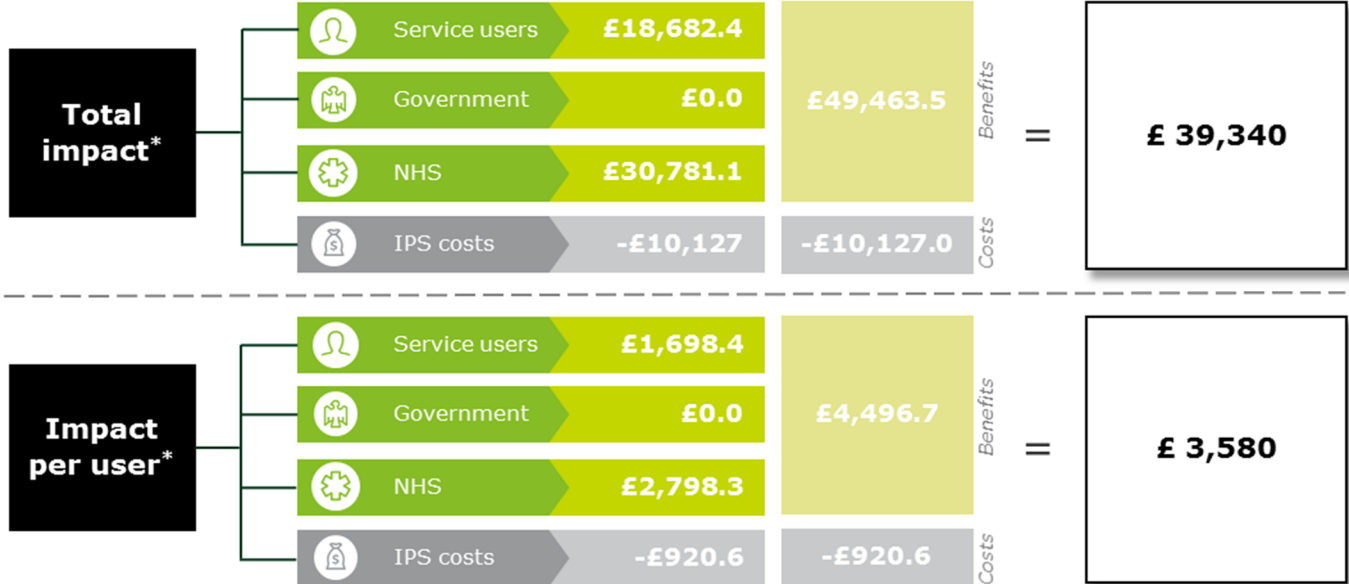 Total
impact*
Service users £18,682.4
Government £0.0
NHS £30,781.1
IPS costs -£10,127
£49,463.5
Benefits
-£10,127.0
Costs
=
£ 39,340
Impact
per user*
Service users £1,698.4
Government £0.0
NHS £2,798.3
IPS costs -£920.6
£4,496.7
Benefits
-£920.6
Costs
=
£ 3,580